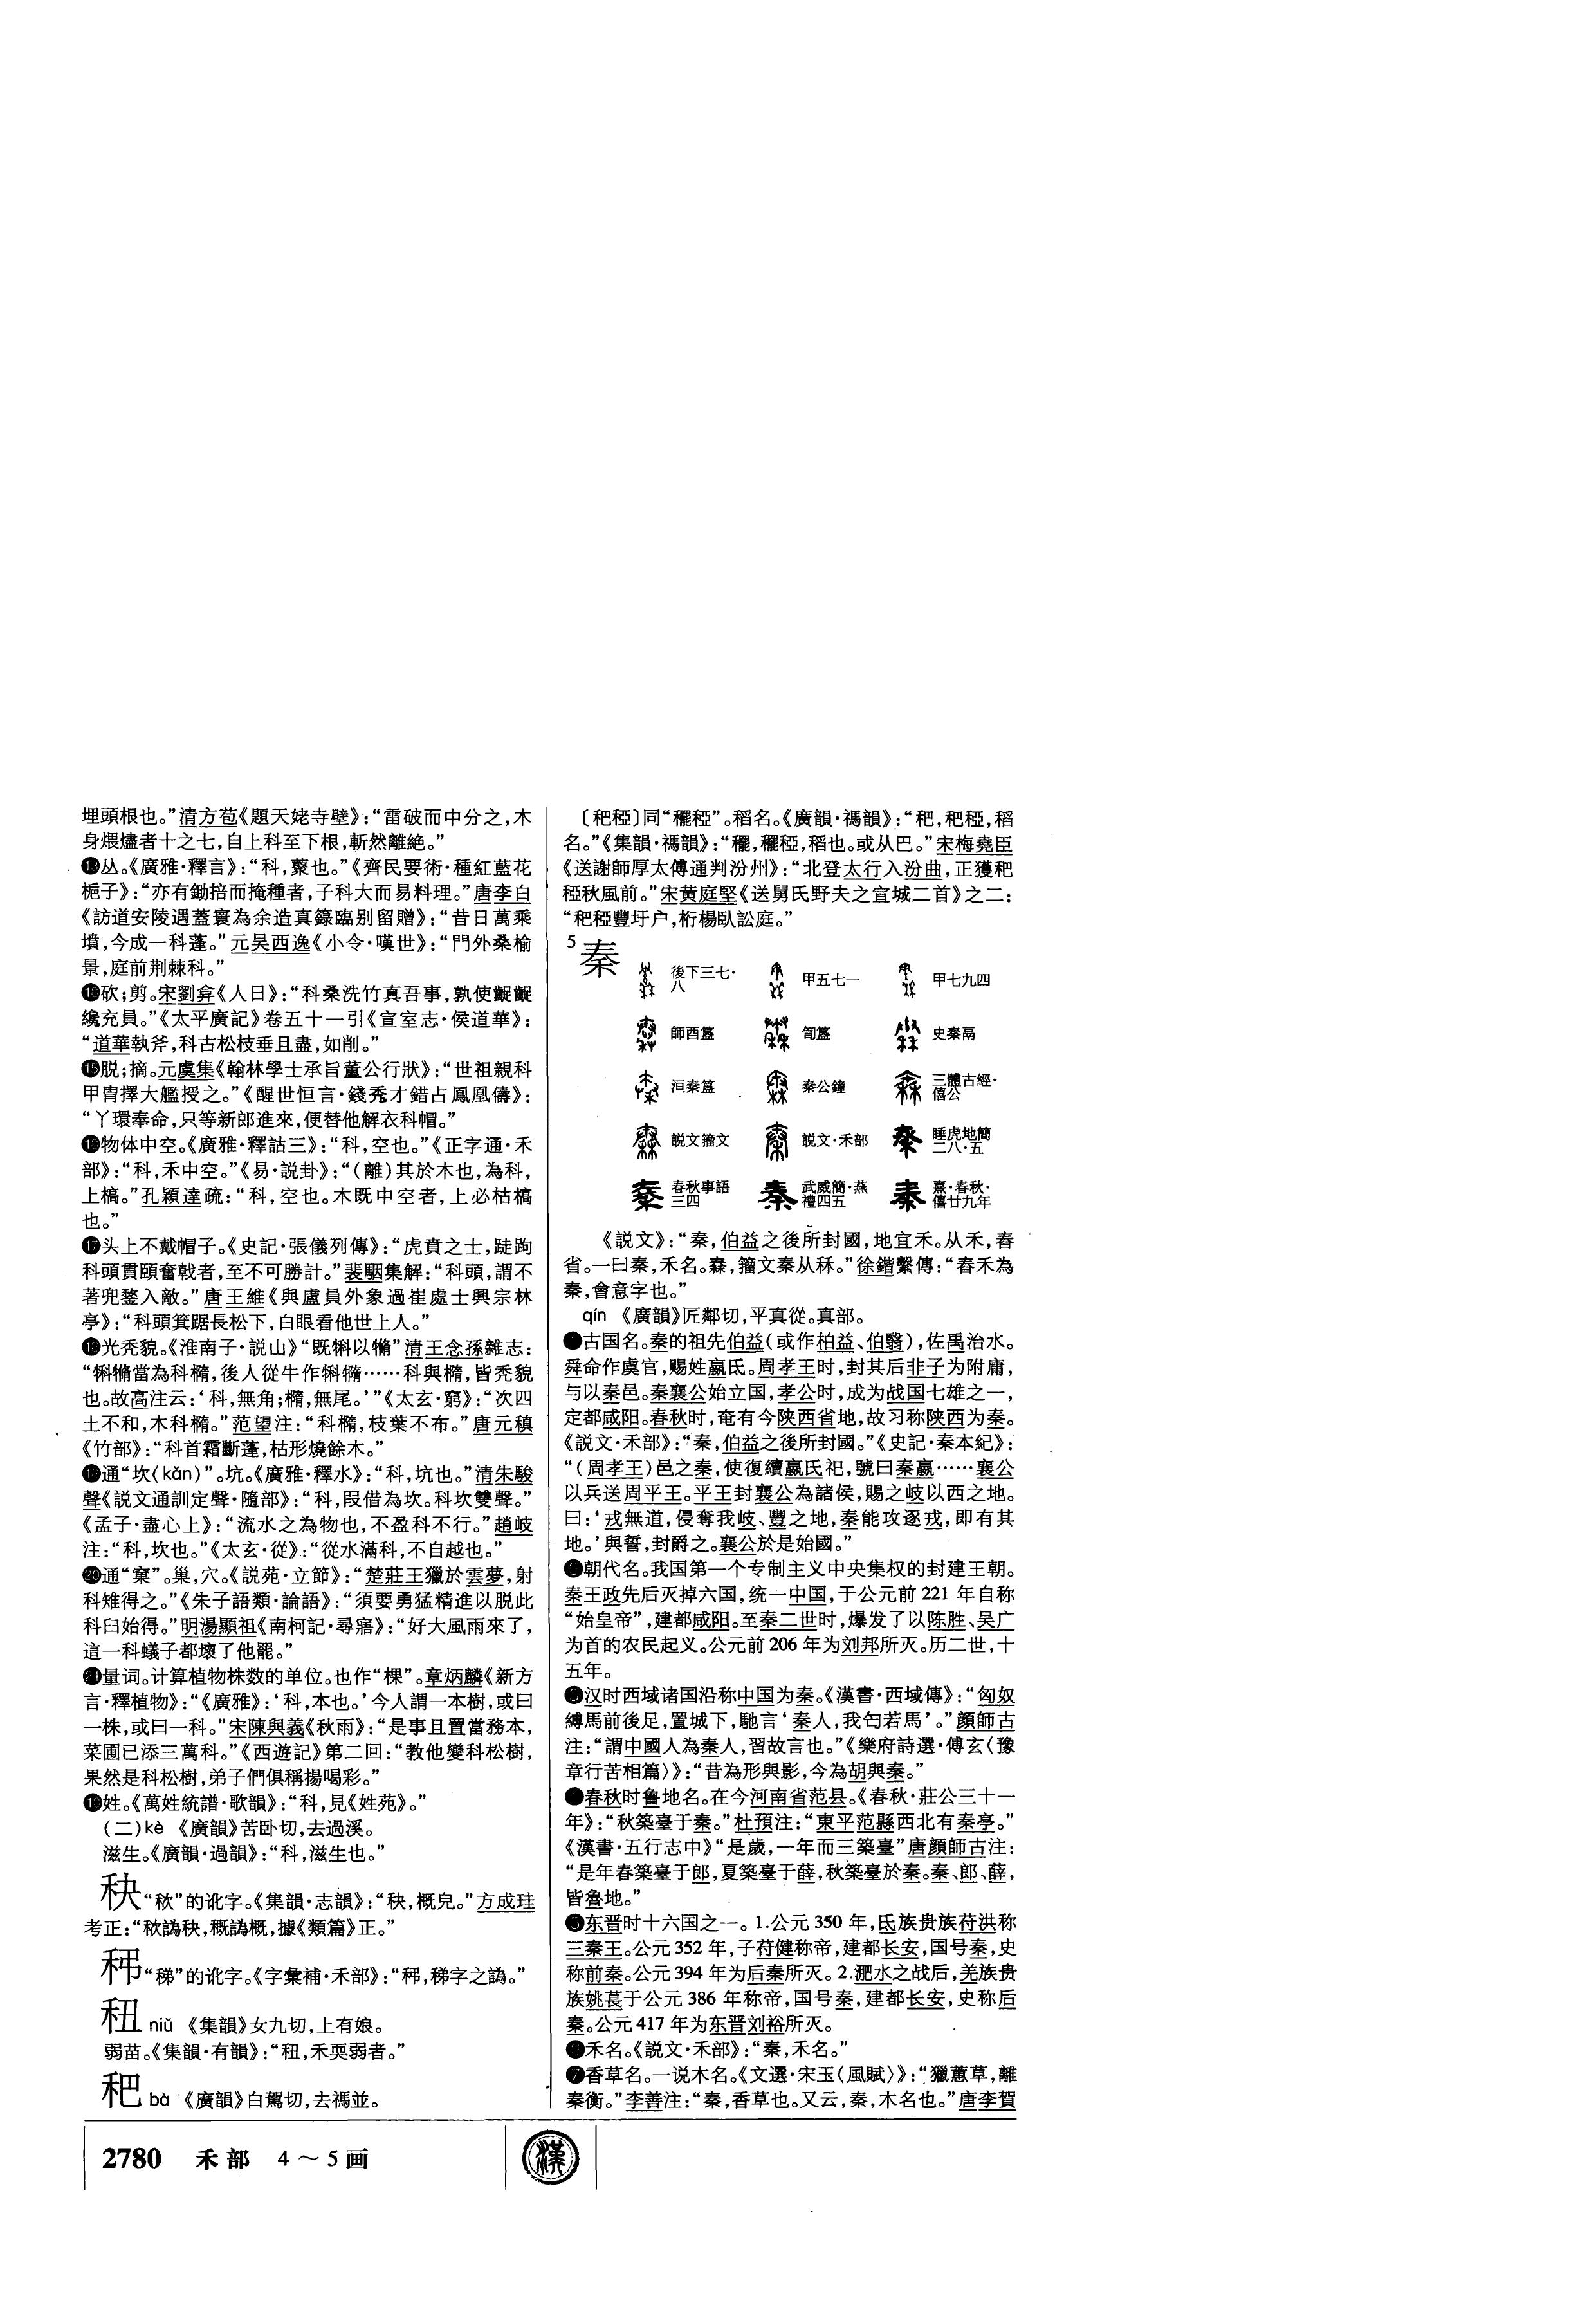 埋頭根也。”清方苞《題天姥寺壁》：“雷破而中分之，木
身煨燼者十之七，自上科至下根，斬然離絶。”
⓭丛。《廣雅·釋言》：“科，藂也。”《齊民要術·種紅藍花
梔子》：“亦有鋤掊而掩種者，子科大而易料理。”唐李白
《訪道安陵遇蓋寰為余造真籙臨别留贈》：“昔日萬乘
墳，今成一科蓬。”元吴西逸《小令·嘆世》：“門外桑榆
景，庭前荆棘科。”
砍；剪。宋劉弇《人日》：“科桑洗竹真吾事，孰使齪齪
纔充員。”《太平廣記》卷五十一引《宣室志·侯道華》：
“道華執斧，科古松枝垂且盡，如削。”
⓯脱；摘。元虞集《翰林學士承旨董公行狀》：“世祖親科
甲冑擇大艦授之。”《醒世恒言·錢秀才錯占鳳凰儔》：
“丫環奉命，只等新郎進來，便替他解衣科帽。”
物体中空。《廣雅·釋詁三》：“科，空也。”《正字通·禾
部》：“科，禾中空。”《易·説卦》：“（離）其於木也，為科，
上槁。”孔穎達疏：“科，空也。木既中空者，上必枯槁
也。”
⓱头上不戴帽子。《史記·張儀列傳》：“虎賁之士，跿跔
科頭貫頤奮戟者，至不可勝計。”裴駰集解：“科頭，謂不
著兜鍪入敵。”唐王維《與盧員外象過崔處士興宗林
亭》：“科頭箕踞長松下，白眼看他世上人。”
光秃貌。《淮南子·説山》“既㸯以㹐”清王念孫雜志：
“㸯㹐當為科橢，後人從牛作㸯㹐……科與橢，皆秃貌
也。故高注云：‘科，無角；橢，無尾。’”《太玄·窮》：“次四
土不和，木科橢。”范望注：“科橢，枝葉不布。”唐元稹
《竹部》：“科首霜斷蓬，枯形燒餘木。”
通“坎（kǎn）”。坑。《廣雅·釋水》：“科，坑也。”清朱駿
聲《説文通訓定聲·隨部》：“科，叚借為坎。科坎雙聲。”
《孟子·盡心上》：“流水之為物也，不盈科不行。”趙岐
注：“科，坎也。”《太玄·從》：“從水滿科，不自越也。”
⓴通“窠”。巢，穴。《説苑·立節》：“楚莊王獵於雲夢，射
科雉得之。”《朱子語類·論語》：“須要勇猛精進以脱此
科臼始得。”明湯顯祖《南柯記·尋寤》：“好大風雨來了，
這一科蟻子都壞了他罷。”
㉑量词。计算植物株数的单位。也作“棵”。章炳麟《新方
言·釋植物》：“《廣雅》：‘科，本也。’今人謂一本樹，或曰
一株，或曰一科。”宋陳與義《秋雨》：“是事且置當務本，
菜圃已添三萬科。”《西遊記》第二回：“教他變科松樹，
果然是科松樹，弟子們俱稱揚喝彩。”
姓。《萬姓統譜·歌韻》：“科，見《姓苑》。”
（二）kè 《廣韻》苦卧切，去過溪。
滋生。《廣韻·過韻》：“科，滋生也。”
“㰟”的讹字。《集韻·志韻》：“秧，概皃。”方成珪
考正：“譌秧，穊譌概，據《類篇》正。”
“稊”的讹字。《字彙補·禾部》：“，稊字之譌。”
䂇 niǔ 《集韻》女九切，上有娘。
弱苗。《集韻·有韻》：“䂇，禾耎弱者。”
䆉 bà 《廣韻》白駕切，去禡並。
〔䆉稏〕同“䆉稏”。稻名。《廣韻·禡韻》：“䆉，䆉稏，稻
名。”《集韻·禡韻》：“䆉，䆉稏，稻也。或从巴。”宋梅堯臣
《送謝師厚太傅通判汾州》：“北登太行入汾曲，正獲䆉
稏秋風前。”宋黄庭堅《送舅氏野夫之宣城二首》之二：
“䆉稏豐圩户，桁楊臥訟庭。”
5
秦
後下三七·八 甲五七一 甲七九四
師酉簋 訇簋 史秦鬲
洹秦簋 秦公鐘 三體古經·僖公
説文籀文 説文·禾部 睡虎地簡二八·五
春秋事語三四 武威簡·燕禮四五 熹·春秋·僖廿九年
《説文》：“秦，伯益之後所封國，地宜禾。从禾，舂
省。一曰秦，禾名。𥠼，籀文秦从秝。”徐鍇繫傳：“舂禾為
秦，會意字也。”
qín 《廣韻》匠鄰切，平真從。真部。
古国名。秦的祖先伯益（或作柏益、伯翳），佐禹治水。
舜命作虞官，赐姓嬴氏。周孝王时，封其后非子为附庸，
与以秦邑。秦襄公始立国，孝公时，成为战国七雄之一，
定都咸阳。春秋时，奄有今陕西省地，故习称陕西为秦。
《説文·禾部》：“秦，伯益之後所封國。”《史記·秦本紀》：
“（周孝王）邑之秦，使復續嬴氏祀，號曰秦嬴……襄公
以兵送周平王。平王封襄公為諸侯，賜之岐以西之地。
曰：‘戎無道，侵奪我岐、豐之地，秦能攻逐戎，即有其
地。’與誓，封爵之。襄公於是始國。”
朝代名。我国第一个专制主义中央集权的封建王朝。
秦王政先后灭掉六国，统一中国，于公元前 221 年自称
“始皇帝”，建都咸阳。至秦二世时，爆发了以陈胜、吴广
为首的农民起义。公元前 206 年为刘邦所灭。历二世，十
五年。
❸汉时西域诸国沿称中国为秦。《漢書·西域傳》：“匈奴
縛馬前後足，置城下，馳言‘秦人，我匄若馬’。”顔師古
注：“謂中國人為秦人，習故言也。”《樂府詩選·傅玄〈豫
章行苦相篇〉》：“昔為形與影，今為胡與秦。”
春秋时鲁地名。在今河南省范县。《春秋·莊公三十一
年》：“秋築臺于秦。”杜預注：“東平范縣西北有秦亭。”
《漢書·五行志中》“是歲，一年而三築臺”唐顔師古注：
“是年春築臺于郎，夏築臺于薛，秋築臺於秦。秦、郎、薛，
皆魯地。”
❺东晋时十六国之一。1.公元 350 年，氐族贵族苻洪称
三秦王。公元 352 年，子苻健称帝，建都长安，国号秦，史
称前秦。公元 394 年为后秦所灭。2.淝水之战后，羌族贵
族姚苌于公元 386 年称帝，国号秦，建都长安，史称后
秦。公元 417 年为东晋刘裕所灭。
禾名。《説文·禾部》：“秦，禾名。”
❼香草名。一说木名。《文選·宋玉〈風賦〉》：“獵蕙草，離
秦衡。”李善注：“秦，香草也。又云，秦，木名也。”唐李賀
2780 禾部 4～5画
漢